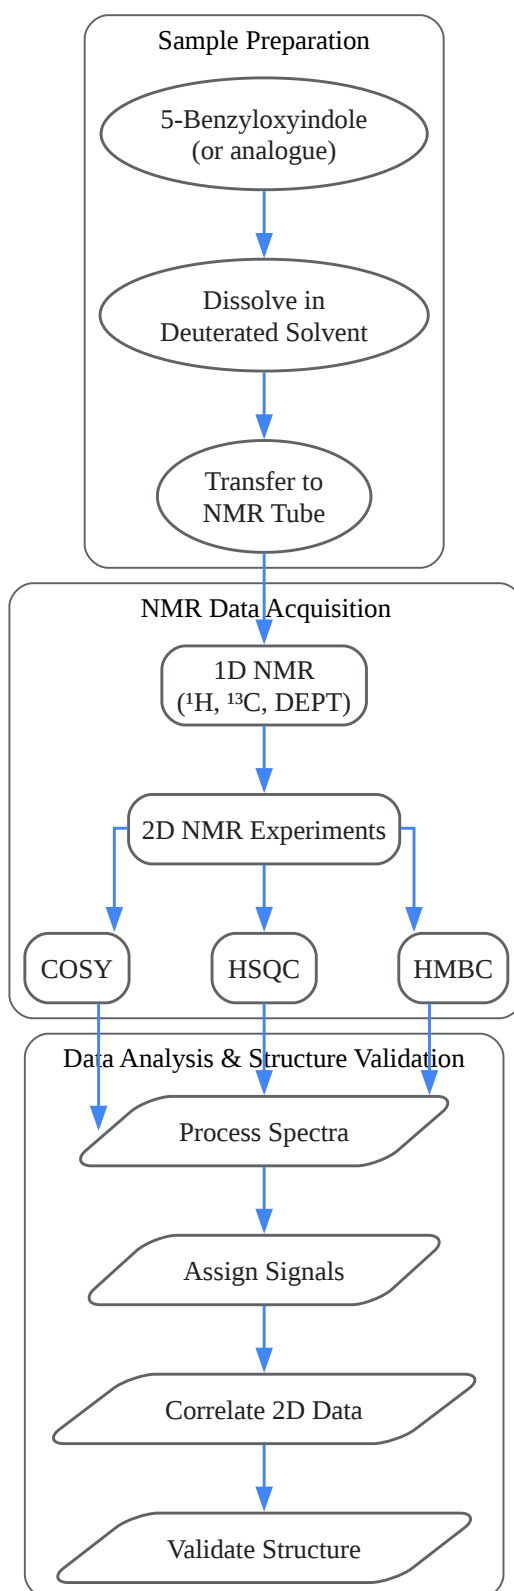 Sample Preparation
5-Benzyloxyindole
(or analogue)
Dissolve in
Deuterated Solvent
Transfer to
NMR Tube
NMR Data Acquisition
1D NMR
(¹H, ¹³C, DEPT)
2D NMR Experiments
COSY
HSQC
HMBC
Data Analysis & Structure Validation
Process Spectra
Assign Signals
Correlate 2D Data
Validate Structure